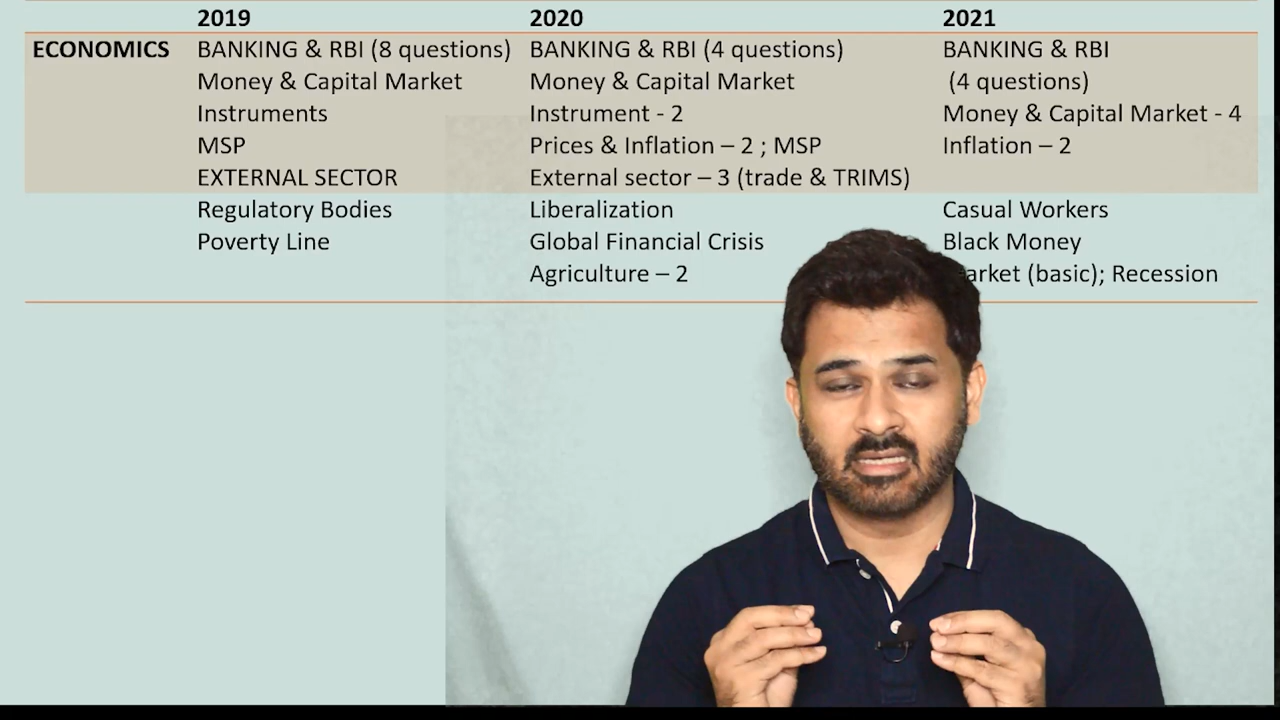 2019 2020 2021
ECONOMICS BANKING & RBI (8 questions) BANKING & RBI (4 questions) BANKING & RBI
Money & Capital Market Money & Capital Market (4 questions)
Instruments Instrument - 2 Money & Capital Market - 4
MSP Prices & Inflation – 2 ; MSP Inflation – 2
EXTERNAL SECTOR External sector – 3 (trade & TRIMS)
Regulatory Bodies Liberalization Casual Workers
Poverty Line Global Financial Crisis Black Money
Agriculture – 2 (basic); Recession